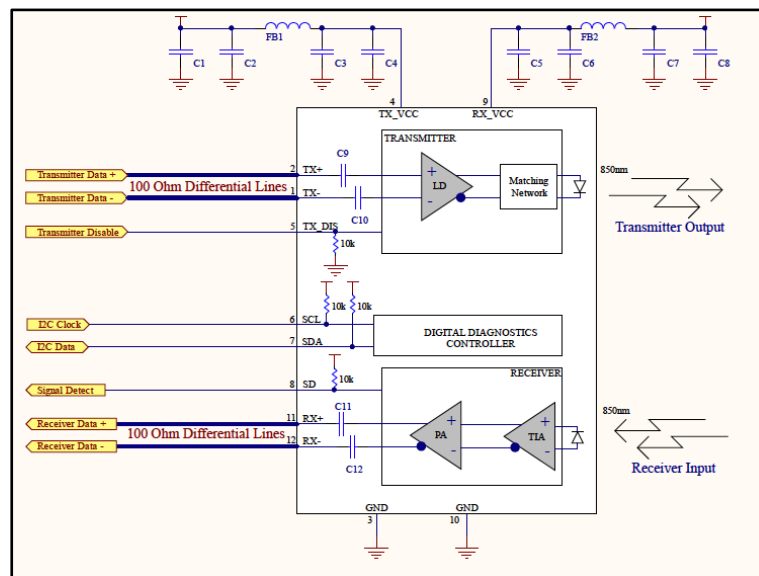 FB1
FB2
C1
C2
C3
C4
C5
C6
C7
C8
4
TX_VCC
9
RX_VCC
TRANSMITTER
Transmitter Data +
2
TX+
C9
100 Ohm Differential Lines
Transmitter Data -
1
TX-
C10
+
-
LD
Matching
Network
850nm
Transmitter Output
Transmitter Disable
5
TX_DIS
10k
10k
10k
I2C Clock
6
SCL
I2C Data
7
SDA
DIGITAL DIAGNOSTICS
CONTROLLER
Signal Detect
8
SD
10k
RECEIVER
Receiver Data +
11
RX+
C11
100 Ohm Differential Lines
Receiver Data -
12
RX-
C12
PA
+
-
TIA
+
-
850nm
Receiver Input
GND
3
GND
10